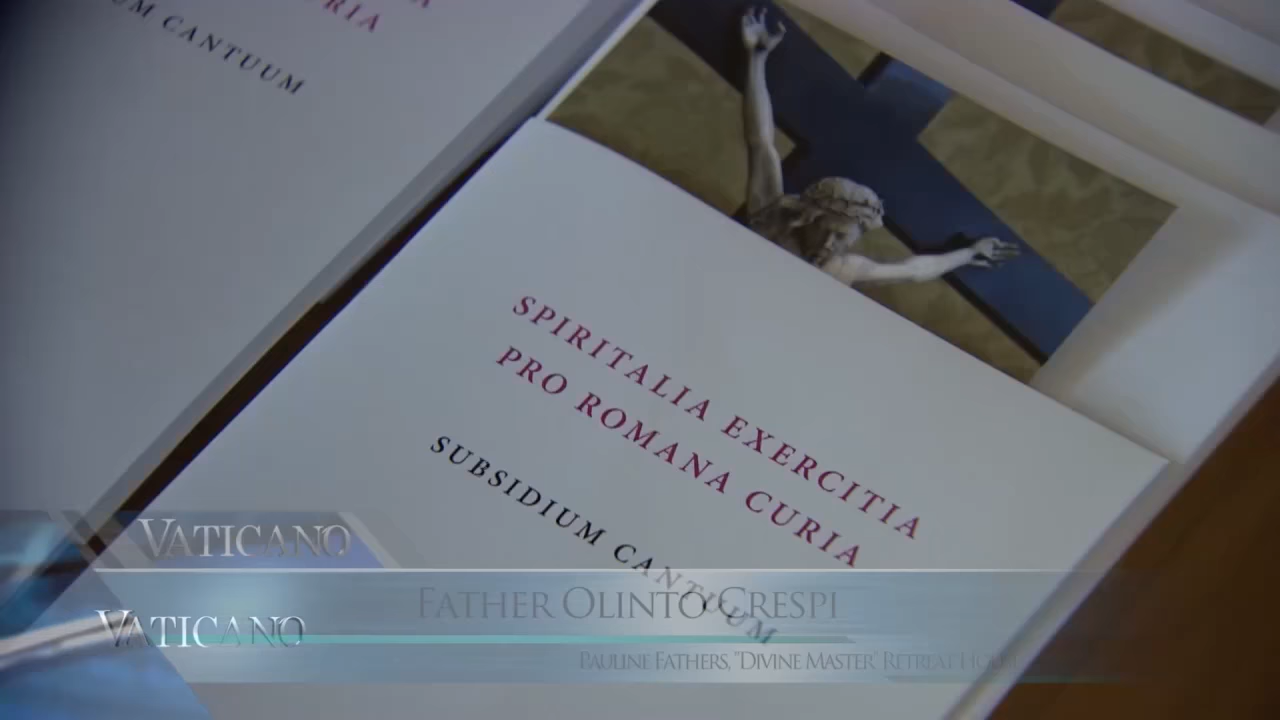 RIA
UM CANTUUM
SPIRITALIA EXERCITIA
PRO ROMANA CURIA
SUBSIDIUM CANTUUM
VATICANO
FATHER OLINTO CRESPI
VATICANO
PAULINE FATHERS, "DIVINE MASTER" RETREAT HOUSE